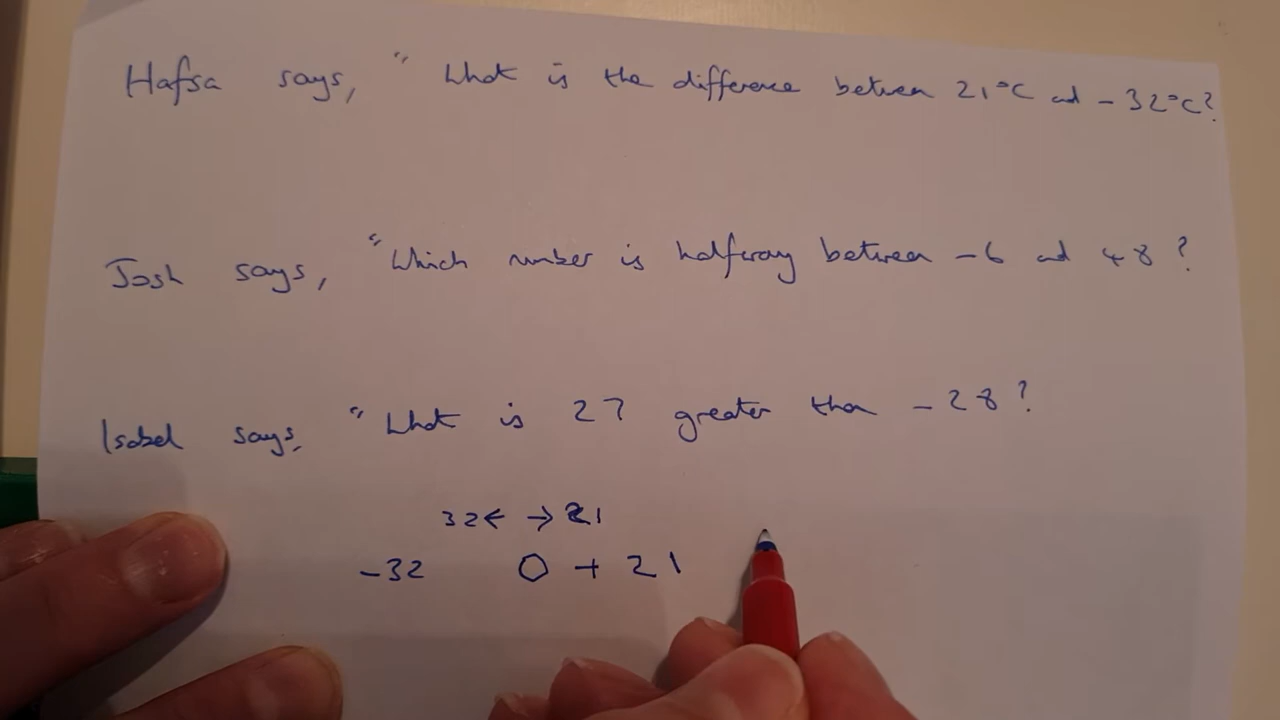 Hafsa says, " What is the difference between 21°C and -32°C?
Josh says, "Which number is halfway between -6 and 48?
Isobel says, "What is 27 greater than -28?
32← →21
-32 0 + 21